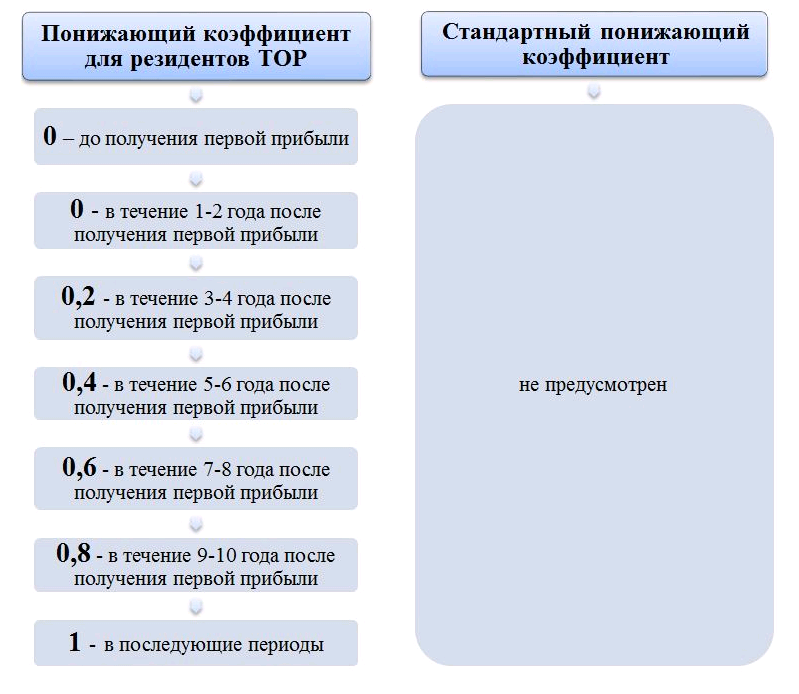 Понижающий коэффициент
для резидентов ТОР
0 – до получения первой прибыли
0 - в течение 1-2 года после
получения первой прибыли
0,2 - в течение 3-4 года после
получения первой прибыли
0,4 - в течение 5-6 года после
получения первой прибыли
0,6 - в течение 7-8 года после
получения первой прибыли
0,8 - в течение 9-10 года после
получения первой прибыли
1 - в последующие периоды
Стандартный понижающий
коэффициент
не предусмотрен